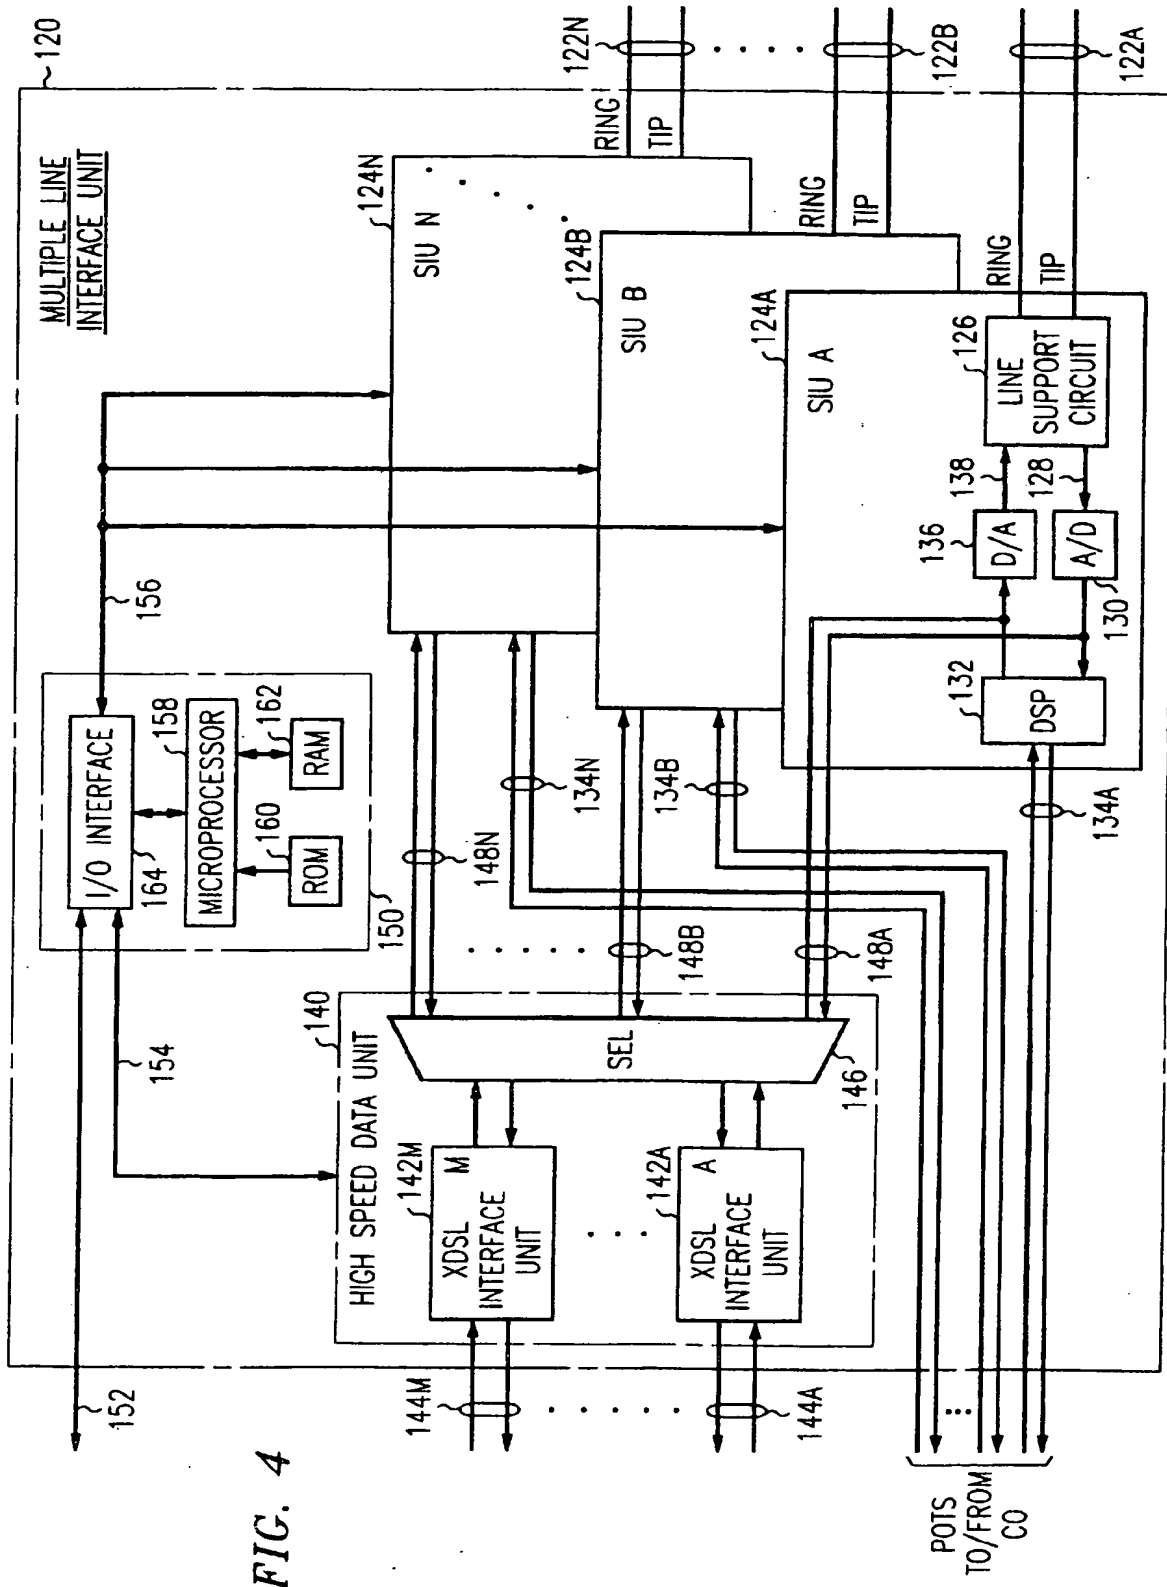 FIG. 4
120
MULTIPLE LINE
INTERFACE UNIT
152
154
156
150
I/O INTERFACE
164
MICROPROCESSOR
158
160
162
ROM
RAM
140
HIGH SPEED DATA UNIT
144M
142M
XDSL
INTERFACE
UNIT
M
144A
142A
XDSL
INTERFACE
UNIT
A
SEL
146
148N
148B
148A
134N
134B
134A
124N
SIU N
RING
TIP
122N
124B
SIU B
RING
TIP
122B
124A
SIU A
RING
TIP
122A
126
LINE
SUPPORT
CIRCUIT
138
128
136
D/A
A/D
130
132
DSP
POTS
TO/FROM
CO